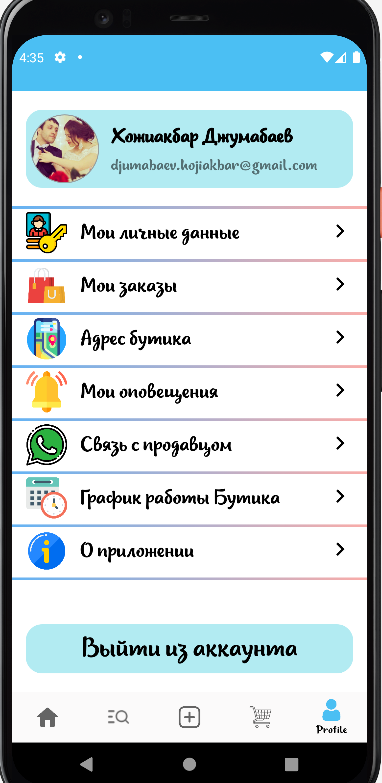 4:35
Хожиакбар Джумабаев
djumabaev.hojiakbar@gmail.com
Мои личные данные
Мои заказы
Адрес бутика
Мои оповещения
Связь с продавцом
График работы Бутика
О приложении
Выйти из аккаунта
Profile